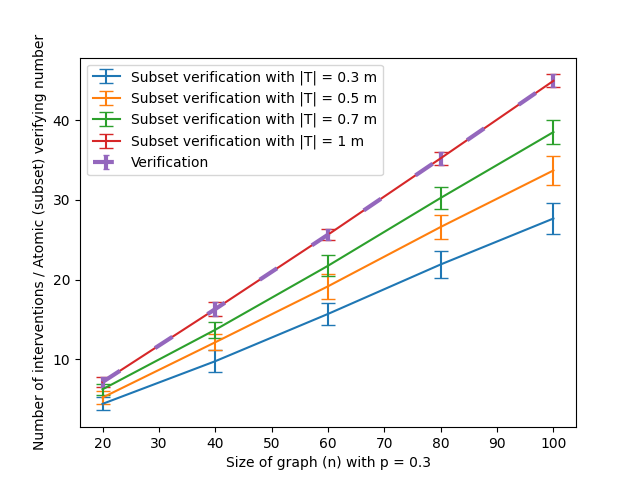 Number of interventions / Atomic (subset) verifying number
40
30
20
10
Subset verification with |T| = 0.3 m
Subset verification with |T| = 0.5 m
Subset verification with |T| = 0.7 m
Subset verification with |T| = 1 m
Verification
20 30 40 50 60 70 80 90 100
Size of graph (n) with p = 0.3